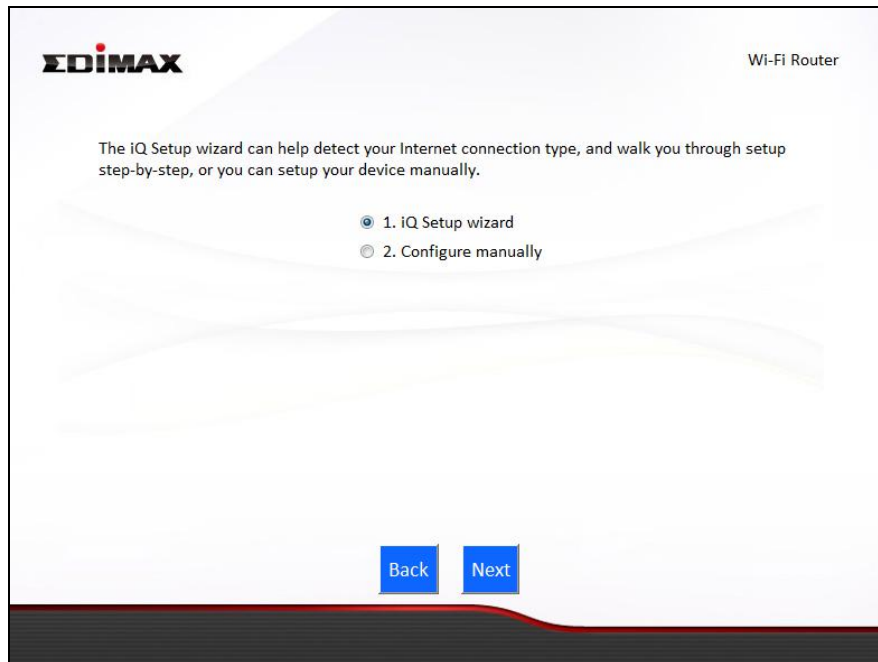 EDIMAX
Wi-Fi Router
The iQ Setup wizard can help detect your Internet connection type, and walk you through setup
step-by-step, or you can setup your device manually.
1. iQ Setup wizard
2. Configure manually
Back
Next